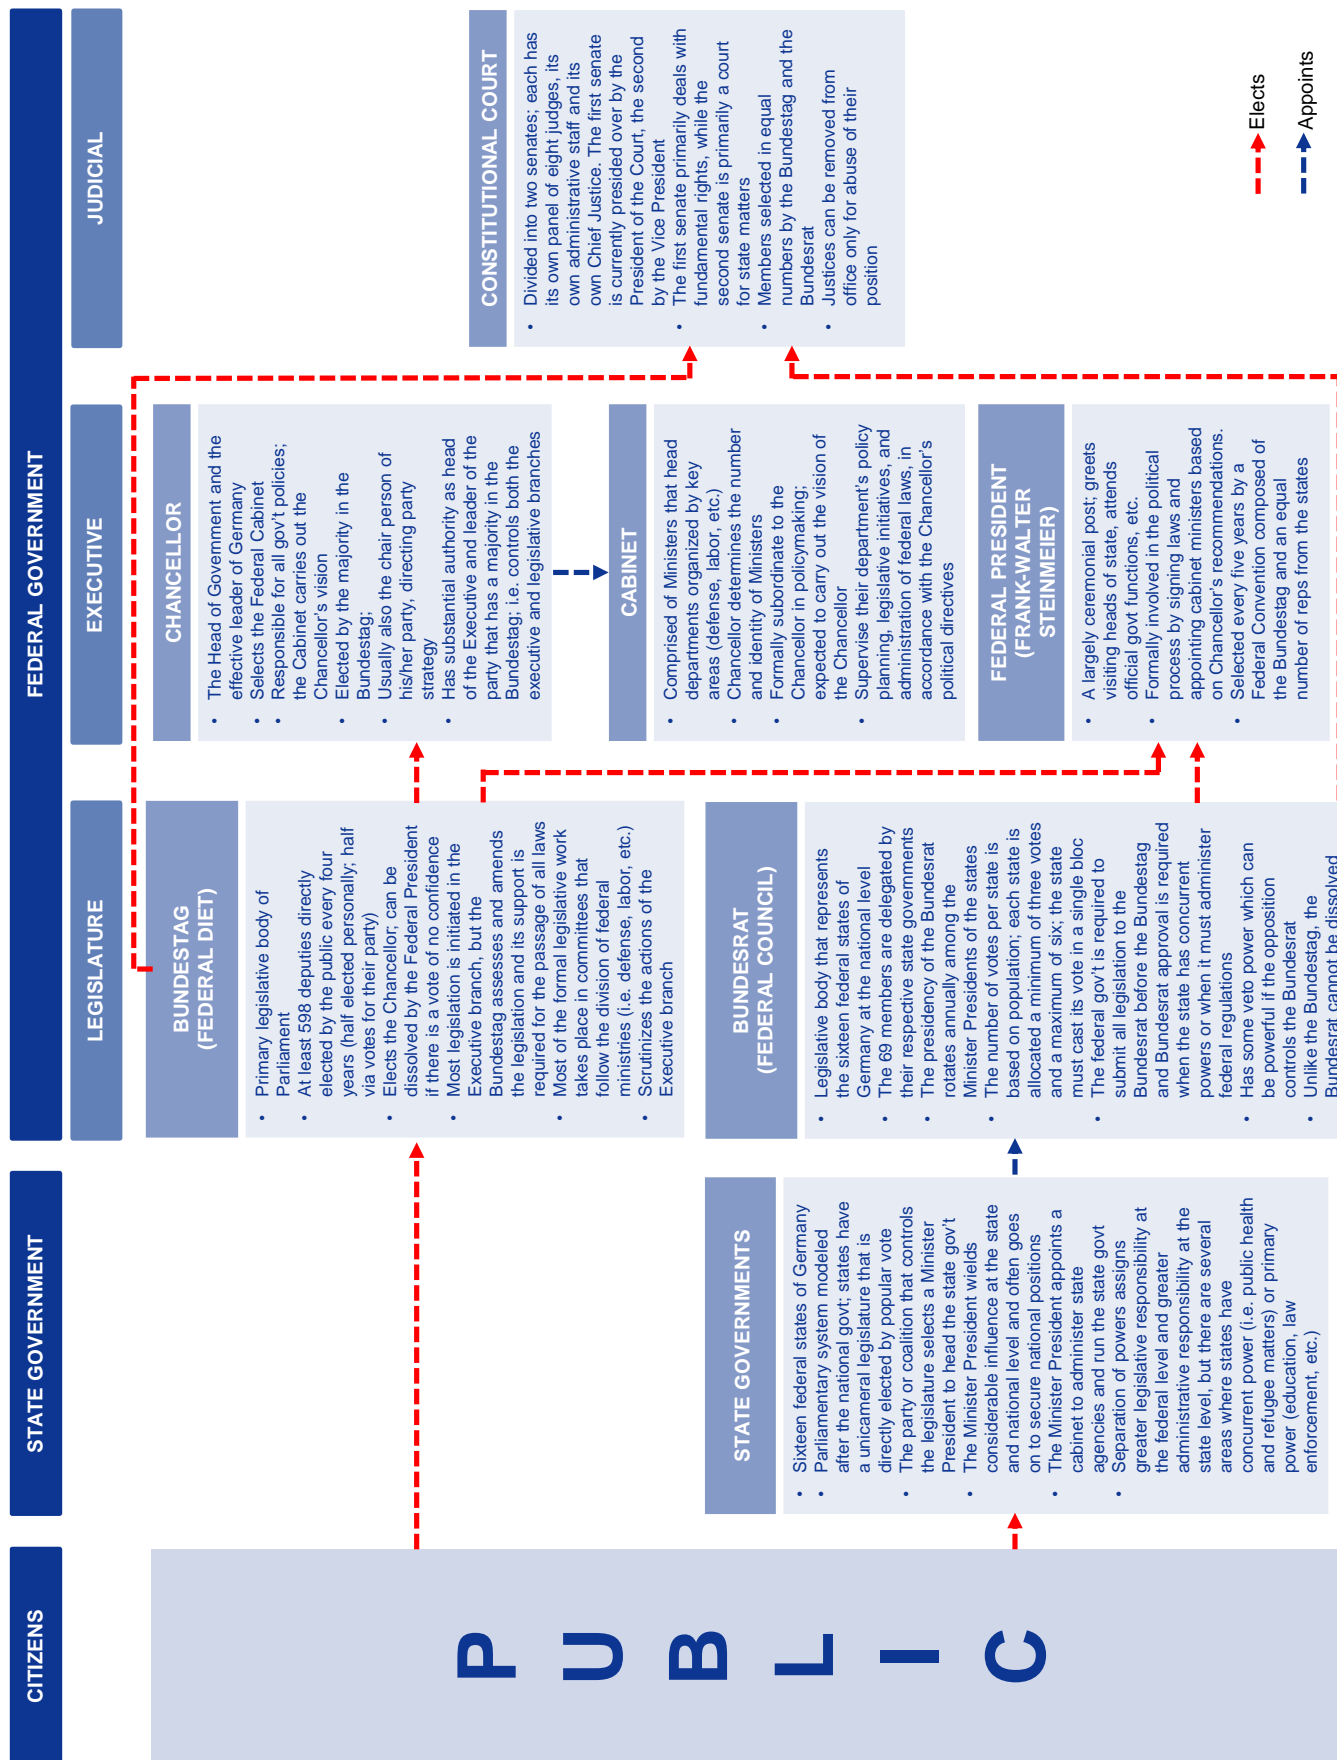 CITIZENS
STATE GOVERNMENT
FEDERAL GOVERNMENT
LEGISLATURE
EXECUTIVE
JUDICIAL
PUBLIC
STATE GOVERNMENTS
• Sixteen federal states of Germany
• Parliamentary system modeled
after the national govt; states have
a unicameral legislature that is
directly elected by popular vote
• The party or coalition that controls
the legislature selects a Minister
President to head the state gov't
• The Minister President wields
considerable influence at the state
and national level and often goes
on to secure national positions
• The Minister President appoints a
cabinet to administer state
agencies and run the state govt
• Separation of powers assigns
greater legislative responsibility at
the federal level and greater
administrative responsibility at the
state level, but there are several
areas where states have
concurrent power (i.e. public health
and refugee matters) or primary
power (education, law
enforcement, etc.)
BUNDESTAG
(FEDERAL DIET)
• Primary legislative body of
Parliament
• At least 598 deputies directly
elected by the public every four
years (half elected personally; half
via votes for their party)
• Elects the Chancellor; can be
dissolved by the Federal President
if there is a vote of no confidence
• Most legislation is initiated in the
Executive branch, but the
Bundestag assesses and amends
the legislation and its support is
required for the passage of all laws
• Most of the formal legislative work
takes place in committees that
follow the division of federal
ministries (i.e. defense, labor, etc.)
• Scrutinizes the actions of the
Executive branch
BUNDESRAT
(FEDERAL COUNCIL)
• Legislative body that represents
the sixteen federal states of
Germany at the national level
• The 69 members are delegated by
their respective state governments
• The presidency of the Bundesrat
rotates annually among the
Minister Presidents of the states
• The number of votes per state is
based on population; each state is
allocated a minimum of three votes
and a maximum of six; the state
must cast its vote in a single bloc
• The federal gov't is required to
submit all legislation to the
Bundesrat before the Bundestag
and Bundesrat approval is required
when the state has concurrent
powers or when it must administer
federal regulations
• Has some veto power which can
be powerful if the opposition
controls the Bundesrat
• Unlike the Bundestag, the
Bundesrat cannot be dissolved
CHANCELLOR
• The Head of Government and the
effective leader of Germany
• Selects the Federal Cabinet
• Responsible for all gov't policies;
the Cabinet carries out the
Chancellor's vision
• Elected by the majority in the
Bundestag;
• Usually also the chair person of
his/her party, directing party
strategy
• Has substantial authority as head
of the Executive and leader of the
party that has a majority in the
Bundestag; i.e. controls both the
executive and legislative branches
CABINET
• Comprised of Ministers that head
departments organized by key
areas (defense, labor, etc.)
• Chancellor determines the number
and identity of Ministers
• Formally subordinate to the
Chancellor in policymaking;
expected to carry out the vision of
the Chancellor
• Supervise their department's policy
planning, legislative initiatives, and
administration of federal laws, in
accordance with the Chancellor's
political directives
FEDERAL PRESIDENT
(FRANK-WALTER
STEINMEIER)
• A largely ceremonial post; greets
visiting heads of state, attends
official govt functions, etc.
• Formally involved in the political
process by signing laws and
appointing cabinet ministers based
on Chancellor's recommendations.
• Selected every five years by a
Federal Convention composed of
the Bundestag and an equal
number of reps from the states
CONSTITUTIONAL COURT
• Divided into two senates; each has
its own panel of eight judges, its
own administrative staff and its
own Chief Justice. The first senate
is currently presided over by the
President of the Court, the second
by the Vice President
• The first senate primarily deals with
fundamental rights, while the
second senate is primarily a court
for state matters
• Members selected in equal
numbers by the Bundestag and the
Bundesrat
• Justices can be removed from
office only for abuse of their
position
Elects
Appoints